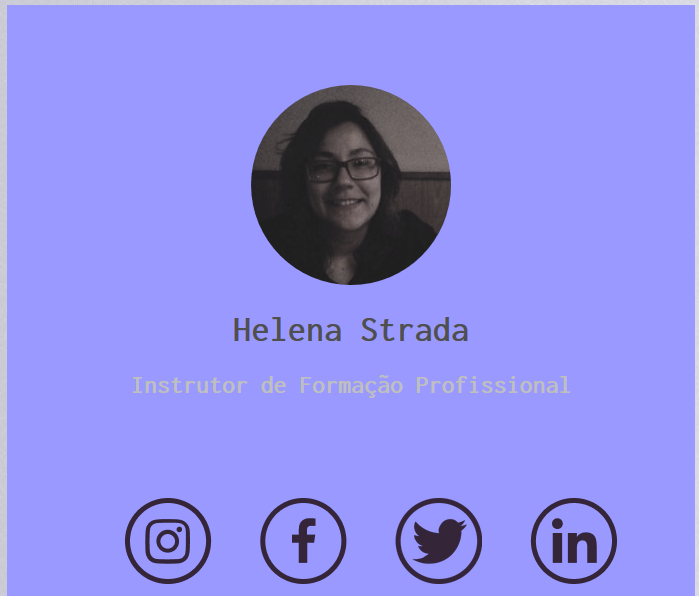 Helena Strada
Instrutor de Formação Profissional